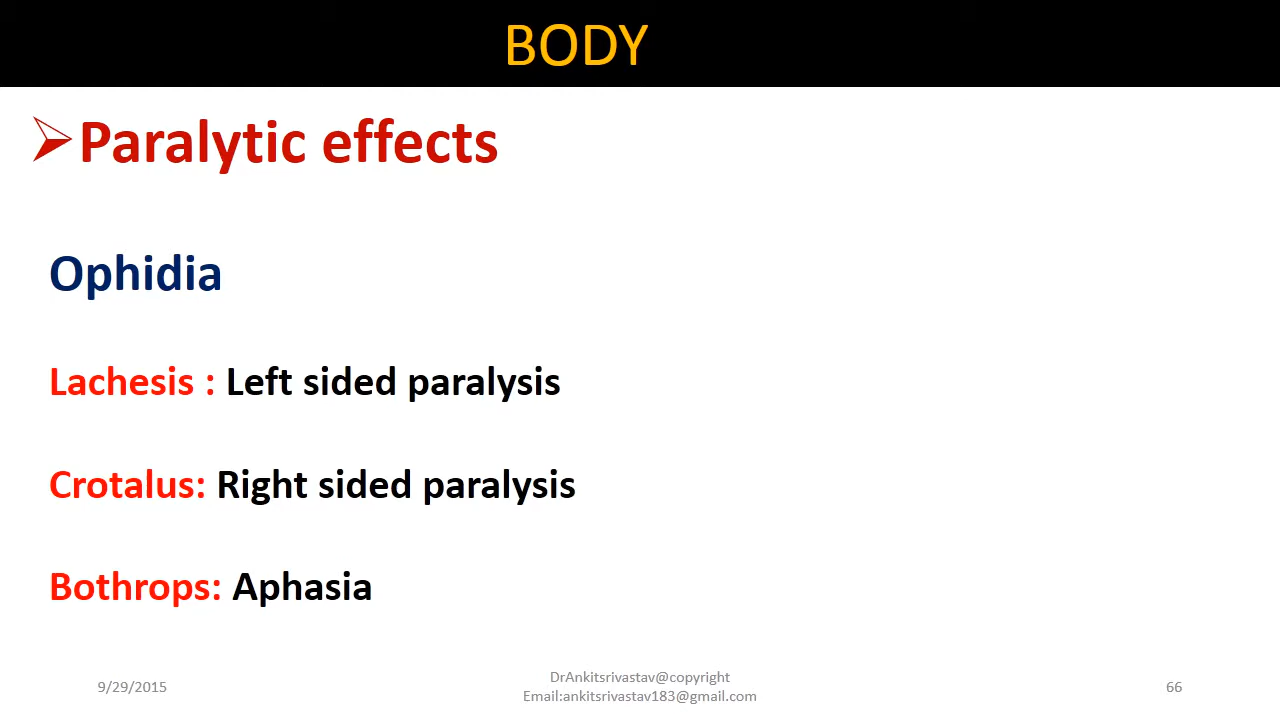 BODY
Paralytic effects
Ophidia
Lachesis : Left sided paralysis
Crotalus: Right sided paralysis
Bothrops: Aphasia
9/29/2015
DrAnkitsrivastav@copyright
Email:ankitsrivastav183@gmail.com
66